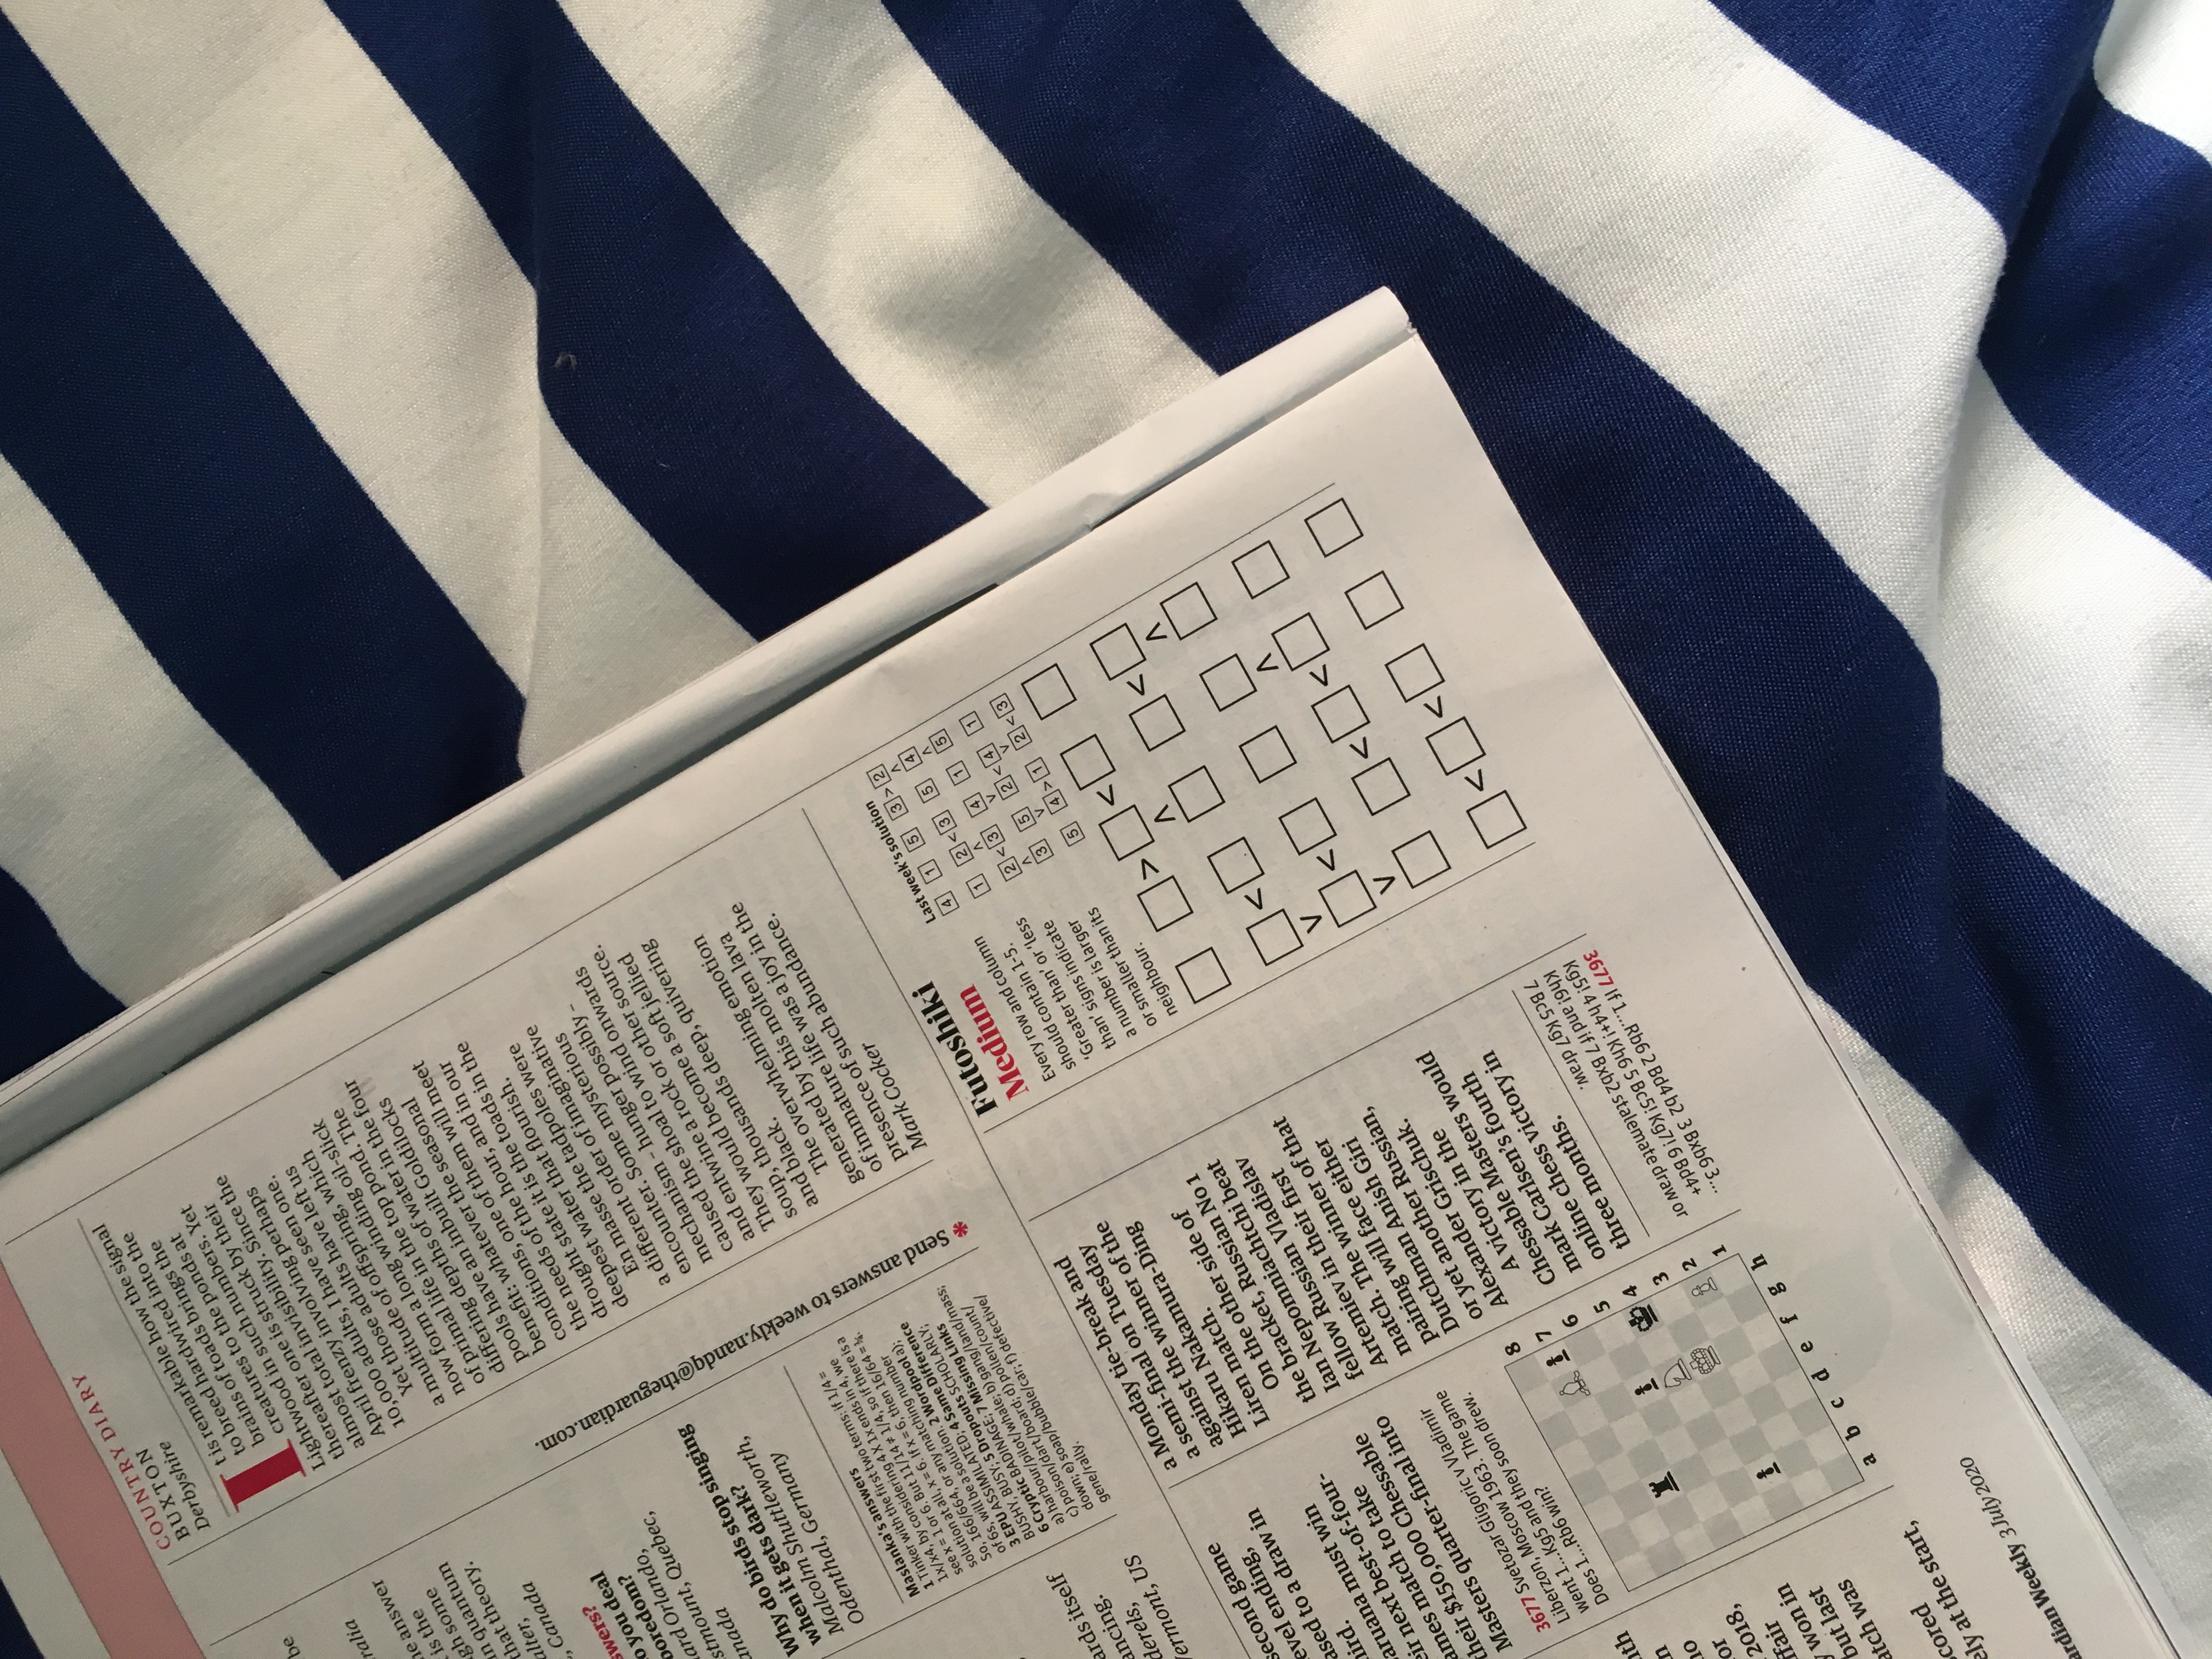 be
ralia
ne answer
is the
gh some
in quantum
that theory.
alter,
, Canada
swers?
o you deal
boredom?
ard Orlando,
stmount, Quebec,
anada
Why do birds stop singing
when it gets dark?
Malcolm Shuttleworth,
Odenthal, Germany
ards itself
ancing.
derels,
Vermont, US
Maslanka's answers
1 Tinker with the first two terms: if 1/4 =
1x/x4, by considering 4 X 1x ends in 4, we
see x = 1 or 6. But 11/14 ≠ 1/4, so if there is a
solution at all, x = 6. If x = 6, then 16/64 = ¼.
So, 166/664, or any matching number
of 6s, will be a solution. 2 Wordpool a);
3 EPU ASSIMILATED; 4 Same Difference
BUSHY, BUSY; 5 Dropouts SCHOLARLY;
6 Cryptic BADINAGE; 7 Missing Links
a) harbour/pilot/whale; b) gang/land/mass;
c) poison/dart/board; d) pollen/count/
down; e) soap/bubble/car; f) defective/
gene/rally.
* Send answers to weekly.nandq@theguardian.com.
COUNTRY DIARY
BUXTON
Derbyshire
It is remarkable how the signal
to breed hardwired into the
brains of toads brings the
creatures to the ponds at
Lightwood in such numbers. Yet
thereafter one is struck by their
almost total invisibility. Since the
April frenzy involving perhaps
10,000 adults, I have seen one.
Yet those adults have left us
a multitude of offspring, which
now form a long winding oil-slick
of primal life in the top pond. The
differing depths of water in the four
pools have an inbuilt Goldilocks
benefit: whatever the seasonal
conditions, one of them will meet
the needs of the hour, and in our
drought state it is the toads in the
deepest water that flourish.
En masse the tadpoles were
a different order of imaginative
encounter. Some mysterious
mechanism – hunger possibly –
caused the shoal to wind onwards
and entwine a rock or other source.
They would become a soft jellied
soup, thousands deep, quivering
and black.
The overwhelming emotion
generated by this molten lava
of immature life was a joy in the
presence of such abundance.
Mark Cocker
second game
evel ending,
ased to a draw in
hird.
aruana must win
eir next best-of-four-
ames match to take
their $150,000 Chessable
Masters quarter-final into
a Monday tie-break and
a semi-final on Tuesday
against the winner of the
Hikaru Nakamura-Ding
Liren match.
On the other side of
the bracket, Russian No 1
Ian Nepomniachtchi beat
fellow Russian Vladislav
Artemiev in their first
match. The winner of that
pairing will face either
Dutchman Anish Giri
or yet another Russian,
Alexander Grischuk.
A victory in the
Chessable Masters would
mark Carlsen's fourth
online chess victory in
three months.
3677 Svetozar Gligoric v Vladimir
Liberzon, Moscow 1963. The game
went 1...Kg5 and they soon drew.
Does 1...Rb6 win?
8
7
6
5
4
3
2
1
a b c d e f g h
3677 If 1...Rb6 2 Bd4 b2 3 Bxb6 3...
Kg5! 4 h4+! Kh6 5 Bc5! Kg7! 6 Bd4+
Kh6! and if 7 Bxb2 stalemate draw or
7 Bc5 Kg7 draw.
Futoshiki
Medium
Every row and column
should contain 1-5.
'Greater than' or 'less
than' signs indicate
a number is larger
or smaller than its
neighbour.
Last week's solution
4 1 5 3 > 2
1 2 < 3 5 4
2 < 3 4 1 5
3 5 2 < 4 1
5 4 > 1 2 < 3
> <
< <
<
< <
< <
nth
n
no
or
2018,
ffair
y won in
but last
atch was
scored
ely at the start,
ardian Weekly 3 July 2020